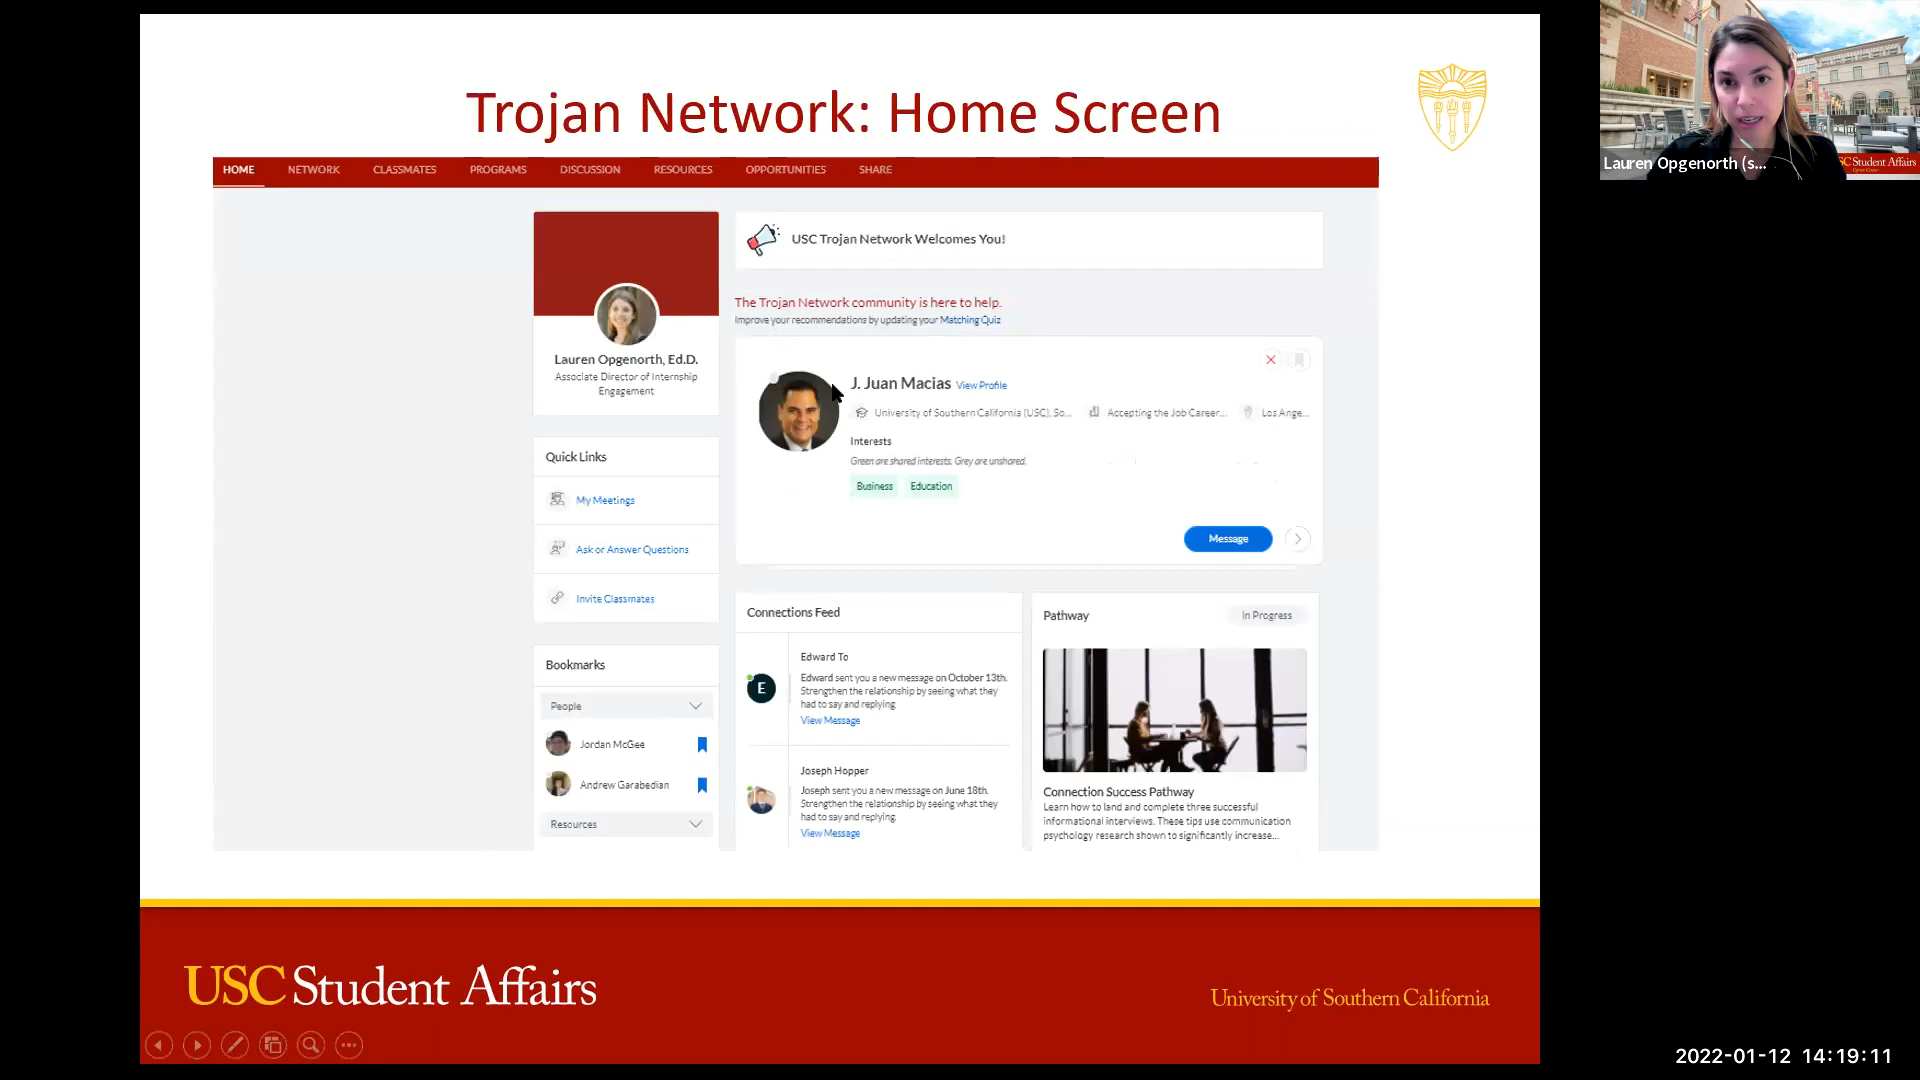 Trojan Network: Home Screen
HOME NETWORK CLASSMATES PROGRAMS DISCUSSION RESOURCES OPPORTUNITIES SHARE
Lauren Opgenorth, Ed.D.
Associate Director of Internship
Engagement
Quick Links
My Meetings
Ask or Answer Questions
Invite Classmates
Bookmarks
People
Jordan McGee
Andrew Garabedian
Resources
USC Trojan Network Welcomes You!
The Trojan Network community is here to help.
Improve your recommendations by updating your Matching Quiz
J. Juan Macias View Profile
University of Southern California (USC), So... Accepting the Job Career... Los Ange...
Interests
Green are shared interests. Grey are unshared.
Business Education
Message
Connections Feed
E
Edward To
Edward sent you a new message on October 13th.
Strengthen the relationship by seeing what they
had to say and replying.
View Message
Joseph Hopper
Joseph sent you a new message on June 18th.
Strengthen the relationship by seeing what they
had to say and replying.
View Message
Pathway In Progress
Connection Success Pathway
Learn how to land and complete three successful
informational interviews. These tips use communication
psychology research shown to significantly increase...
USC Student Affairs
University of Southern California
Lauren Opgenorth (s...
SC Student Affairs
Career Center
2022-01-12 14:19:11